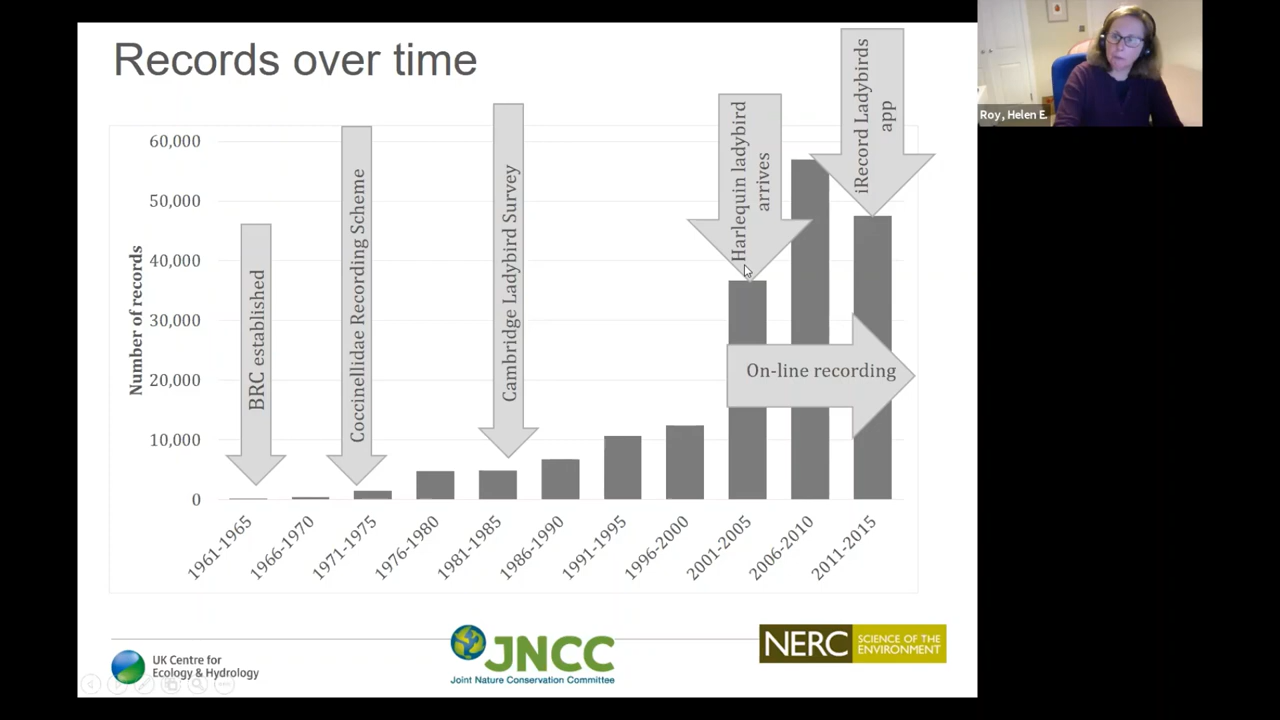 Records over time
Roy, Helen E.
60,000
50,000
40,000
30,000
20,000
10,000
0
Number of records
BRC established
Coccinellidae Recording Scheme
Cambridge Ladybird Survey
Harlequin ladybird
arrives
iRecord Ladybirds
app
On-line recording
1961-1965
1966-1970
1971-1975
1976-1980
1981-1985
1986-1990
1991-1995
1996-2000
2001-2005
2006-2010
2011-2015
UK Centre for
Ecology & Hydrology
JNCC
Joint Nature Conservation Committee
NERC
SCIENCE OF THE
ENVIRONMENT